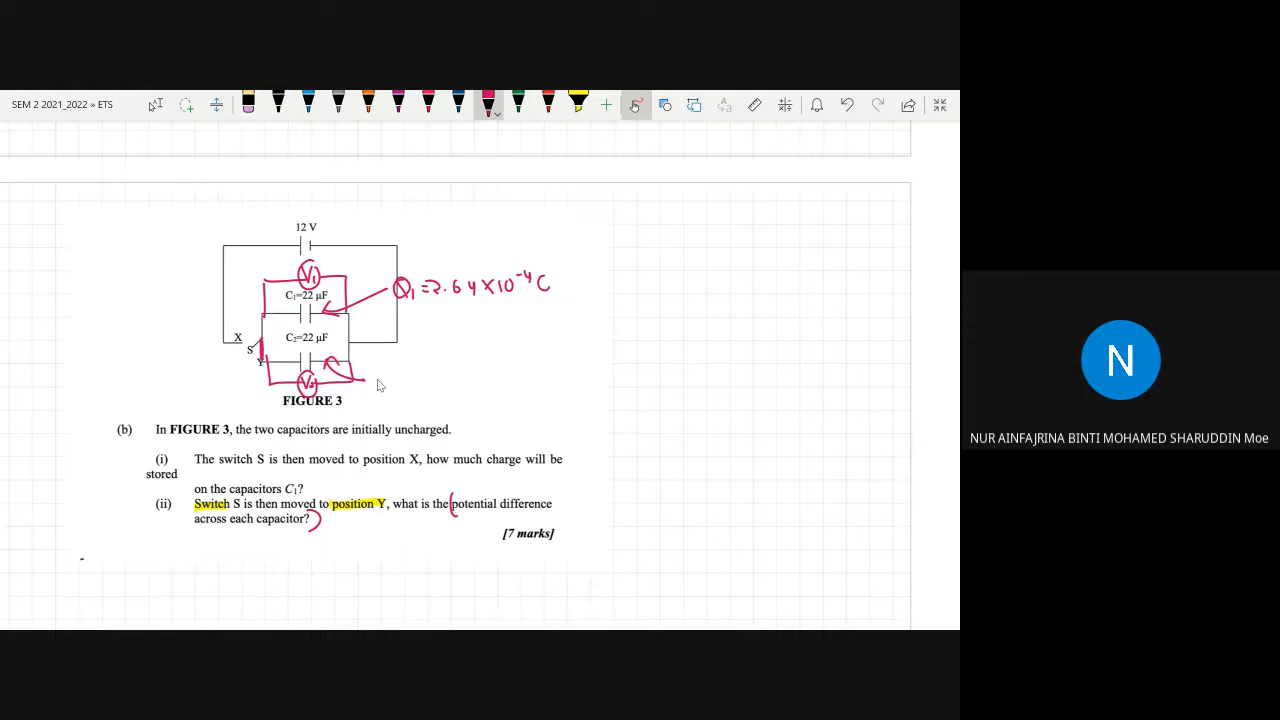 SEM 2 2021_2022 » ETS
12 V
V₁
C₁=22 µF
Q₁ = 2.64 × 10⁻⁴ C
X
C₂=22 µF
S
Y
V₂
FIGURE 3
(b) In FIGURE 3, the two capacitors are initially uncharged.
(i) The switch S is then moved to position X, how much charge will be
stored
on the capacitors C₁?
(ii) Switch S is then moved to position Y, what is the (potential difference
across each capacitor?)
[7 marks]
N
NUR AINFAJRINA BINTI MOHAMED SHARUDDIN Moe